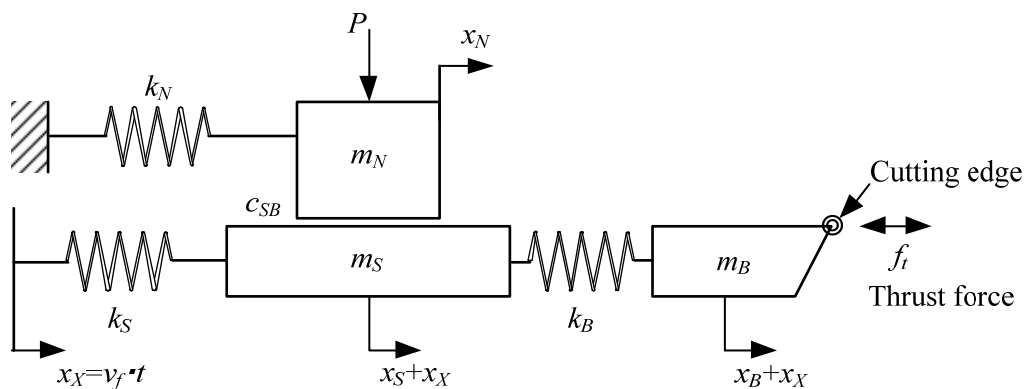 P
x_N
k_N
m_N
Cutting edge
c_SB
m_S
m_B
f_t
Thrust force
k_S
k_B
x_X=v_f·t
x_S+x_X
x_B+x_X